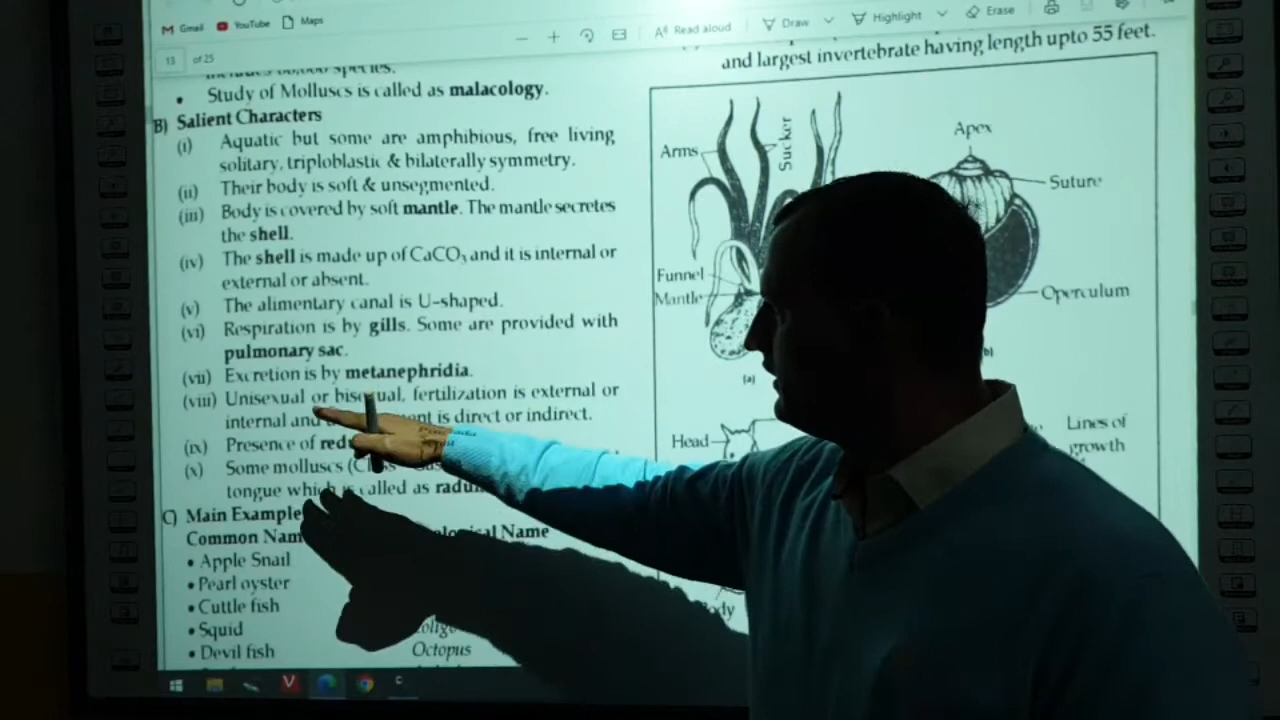 Gmail YouTube Maps
13 of 25
Read aloud Draw Highlight Erase
and largest invertebrate having length upto 55 feet.
• Study of Molluscs is called as malacology.
B) Salient Characters
(i) Aquatic but some are amphibious, free living
solitary, triploblastic & bilaterally symmetry.
(ii) Their body is soft & unsegmented.
(iii) Body is covered by soft mantle. The mantle secretes
the shell.
(iv) The shell is made up of CaCO₃ and it is internal or
external or absent.
(v) The alimentary canal is U-shaped.
(vi) Respiration is by gills. Some are provided with
pulmonary sac.
(vii) Excretion is by metanephridia.
(viii) Unisexual or bisexual, fertilization is external or
internal and is direct or indirect.
(ix) Presence of
(x) Some molluscs
tongue which is called as
C) Main Example
Common Name Name
• Apple Snail
• Pearl oyster
• Cuttle fish
• Squid
• Devil fish Octopus
Arms
Sucker
Funnel
Mantle
(a)
Apex
Suture
Operculum
Head
Lines of
growth